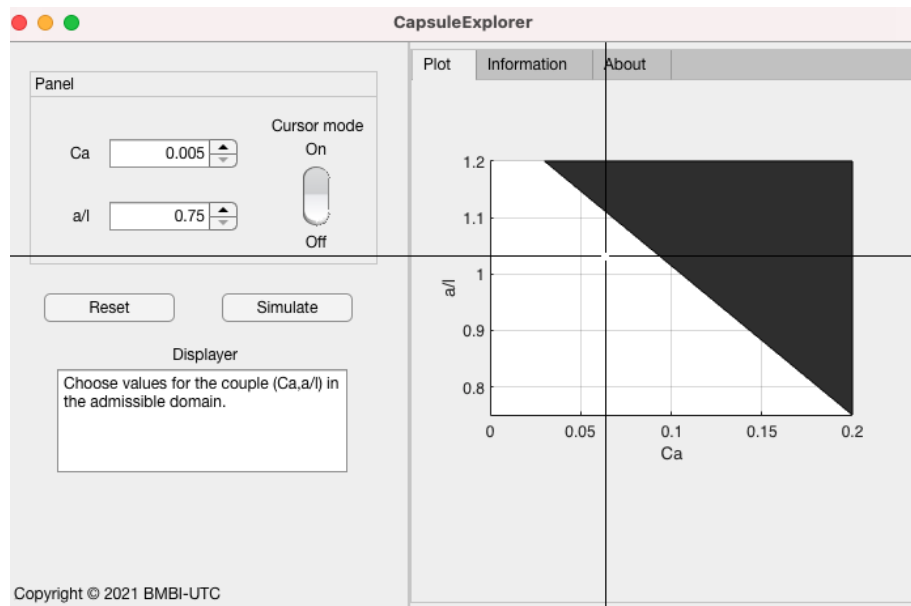 CapsuleExplorer
Plot Information About
Panel
Cursor mode
On
Ca 0.005
a/l 0.75
Off
Reset Simulate
Displayer
Choose values for the couple (Ca,a/l) in
the admissible domain.
1.2
1.1
1
0.9
0.8
a/l
0 0.05 0.1 0.15 0.2
Ca
Copyright © 2021 BMBI-UTC